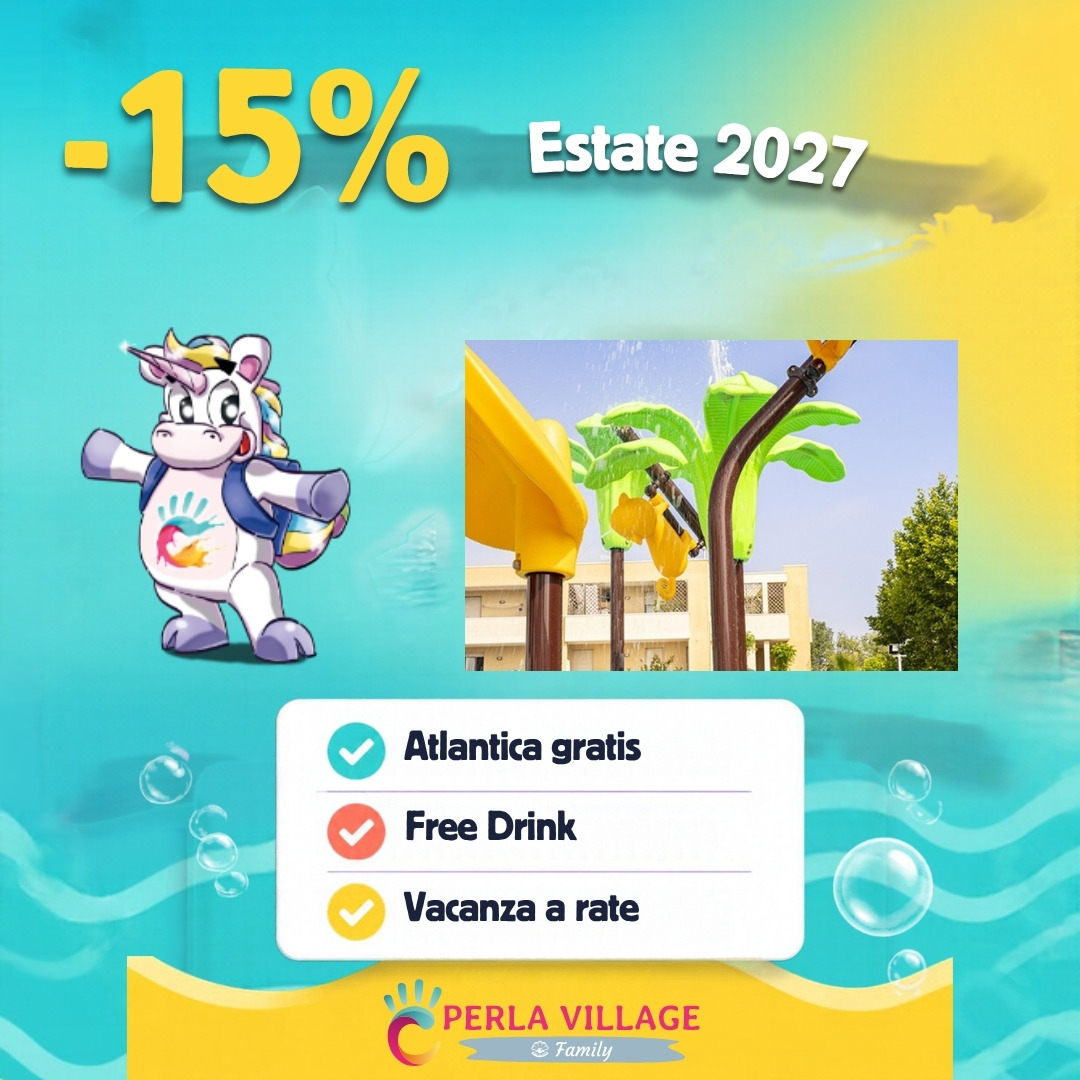 -15%
Estate 2027
Atlantica gratis
Free Drink
Vacanza a rate
PERLA VILLAGE
Family